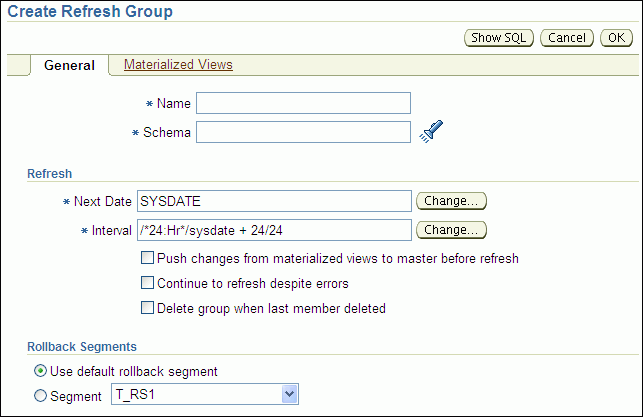 Create Refresh Group
Show SQL Cancel OK
General Materialized Views
* Name
* Schema
Refresh
* Next Date SYSDATE Change...
* Interval /*24:Hr*/sysdate + 24/24 Change...
Push changes from materialized views to master before refresh
Continue to refresh despite errors
Delete group when last member deleted
Rollback Segments
Use default rollback segment
Segment T_RS1